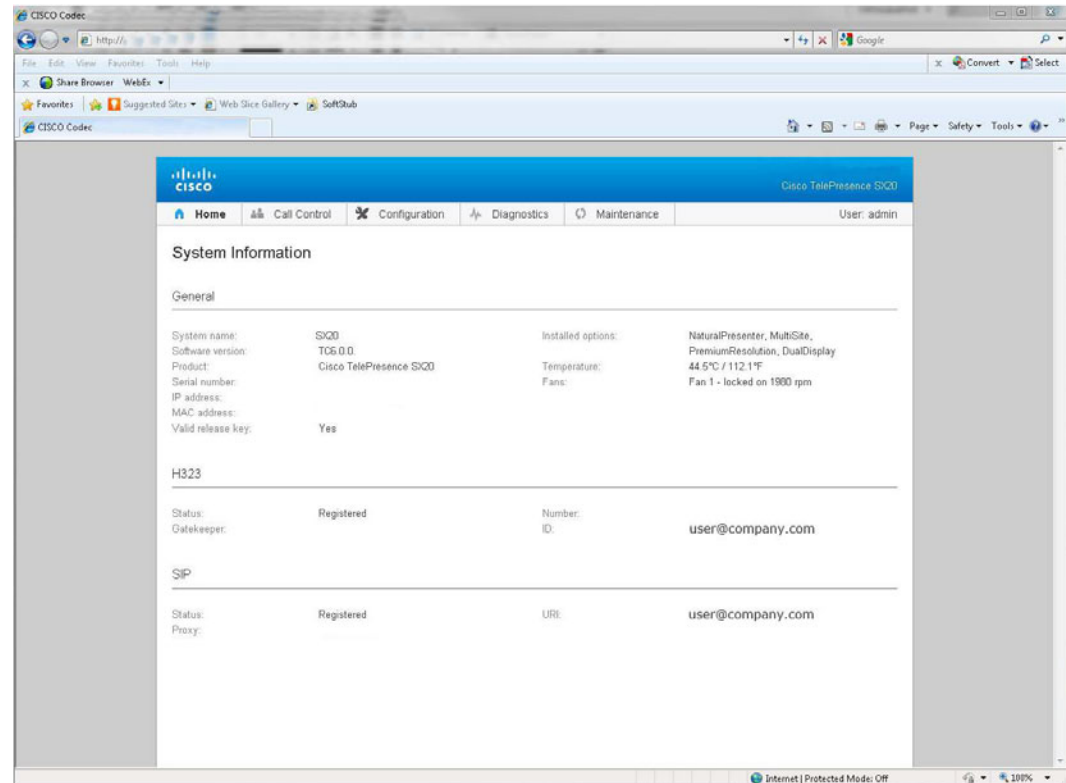 CISCO Codec
http://
Google
File Edit View Favorites Tools Help
x Convert Select
x Share Browser WebEx
Favorites Suggested Sites Web Slice Gallery SoftStub
CISCO Codec
Page Safety Tools
CISCO
Cisco TelePresence SX20
Home Call Control Configuration Diagnostics Maintenance User: admin
System Information
General
System name: SX20 Installed options: NaturalPresenter, MultiSite,
Software version: TC6.0.0. PremiumResolution, DualDisplay
Product: Cisco TelePresence SX20 Temperature: 44.5°C / 112.1°F
Serial number: Fans: Fan 1 - locked on 1980 rpm
IP address:
MAC address:
Valid release key: Yes
H323
Status: Registered Number:
Gatekeeper: ID: user@company.com
SIP
Status: Registered URI: user@company.com
Proxy:
Internet | Protected Mode: Off 100%